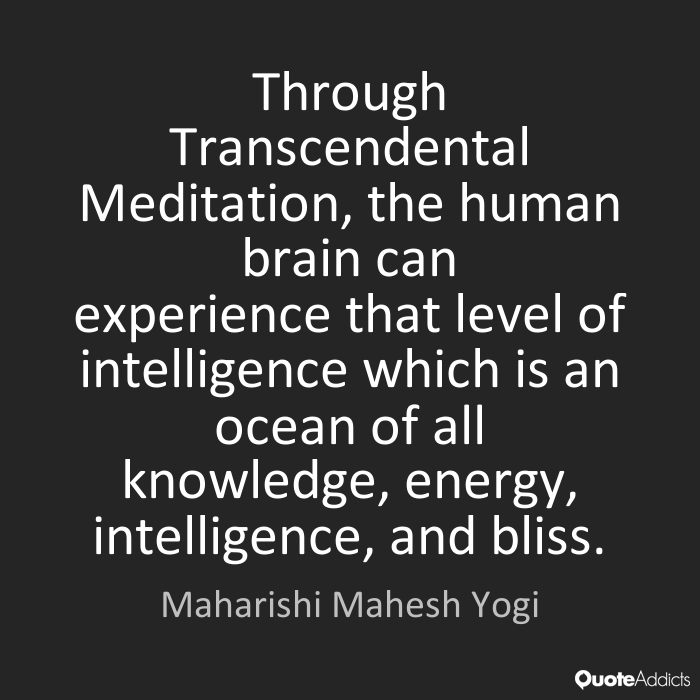 Through
Transcendental
Meditation, the human
brain can
experience that level of
intelligence which is an
ocean of all
knowledge, energy,
intelligence, and bliss.
Maharishi Mahesh Yogi
QuoteAddicts